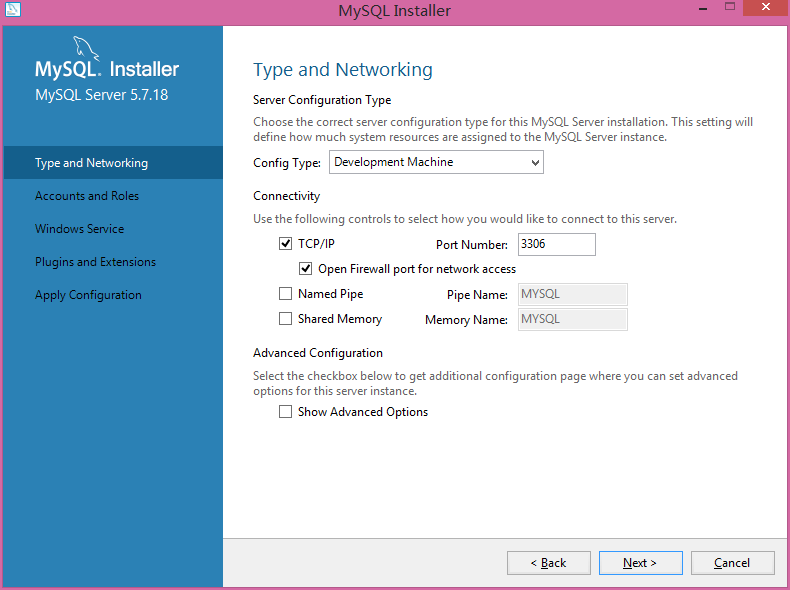 MySQL Installer
MySQL. Installer
MySQL Server 5.7.18
Type and Networking
Accounts and Roles
Windows Service
Plugins and Extensions
Apply Configuration
Type and Networking
Server Configuration Type
Choose the correct server configuration type for this MySQL Server installation. This setting will
define how much system resources are assigned to the MySQL Server instance.
Config Type: Development Machine
Connectivity
Use the following controls to select how you would like to connect to this server.
TCP/IP Port Number: 3306
Open Firewall port for network access
Named Pipe Pipe Name: MYSQL
Shared Memory Memory Name: MYSQL
Advanced Configuration
Select the checkbox below to get additional configuration page where you can set advanced
options for this server instance.
Show Advanced Options
< Back Next > Cancel